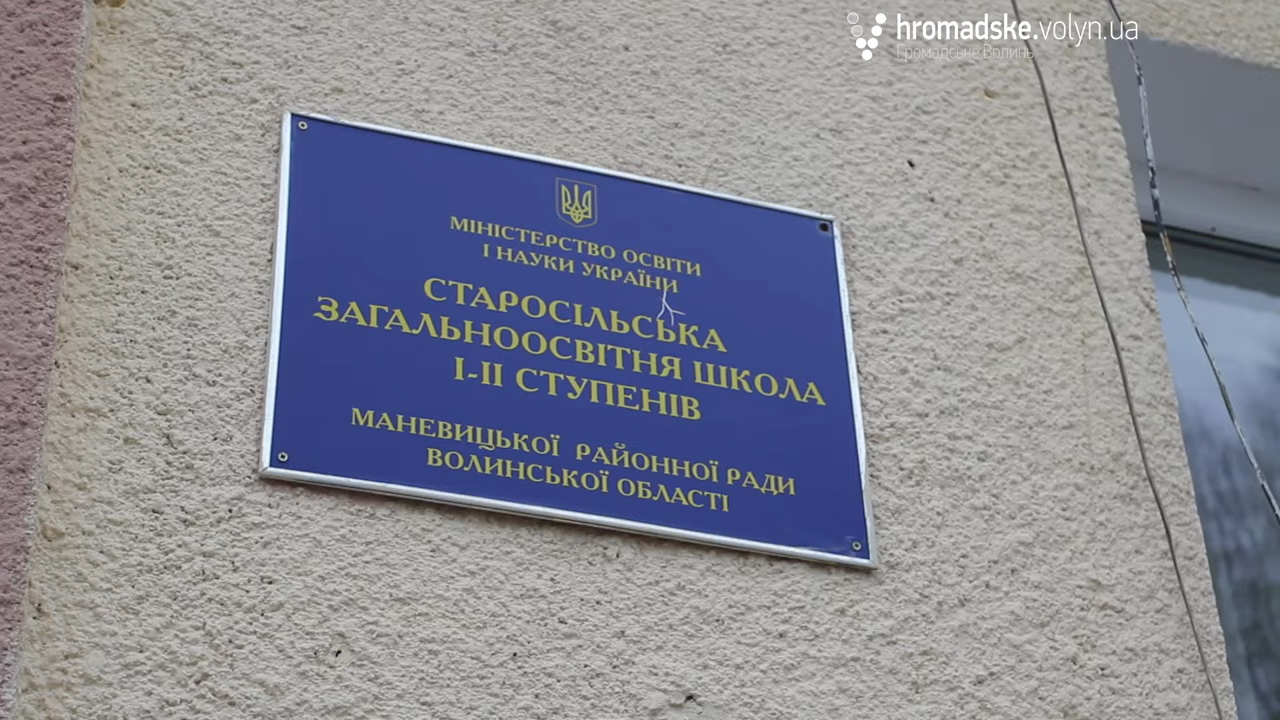 hromadske.volyn.ua
Громадське.Волинь
МІНІСТЕРСТВО ОСВІТИ
І НАУКИ УКРАЇНИ
СТАРОСІЛЬСЬКА
ЗАГАЛЬНООСВІТНЯ ШКОЛА
І-ІІ СТУПЕНІВ
МАНЕВИЦЬКОЇ РАЙОННОЇ РАДИ
ВОЛИНСЬКОЇ ОБЛАСТІ